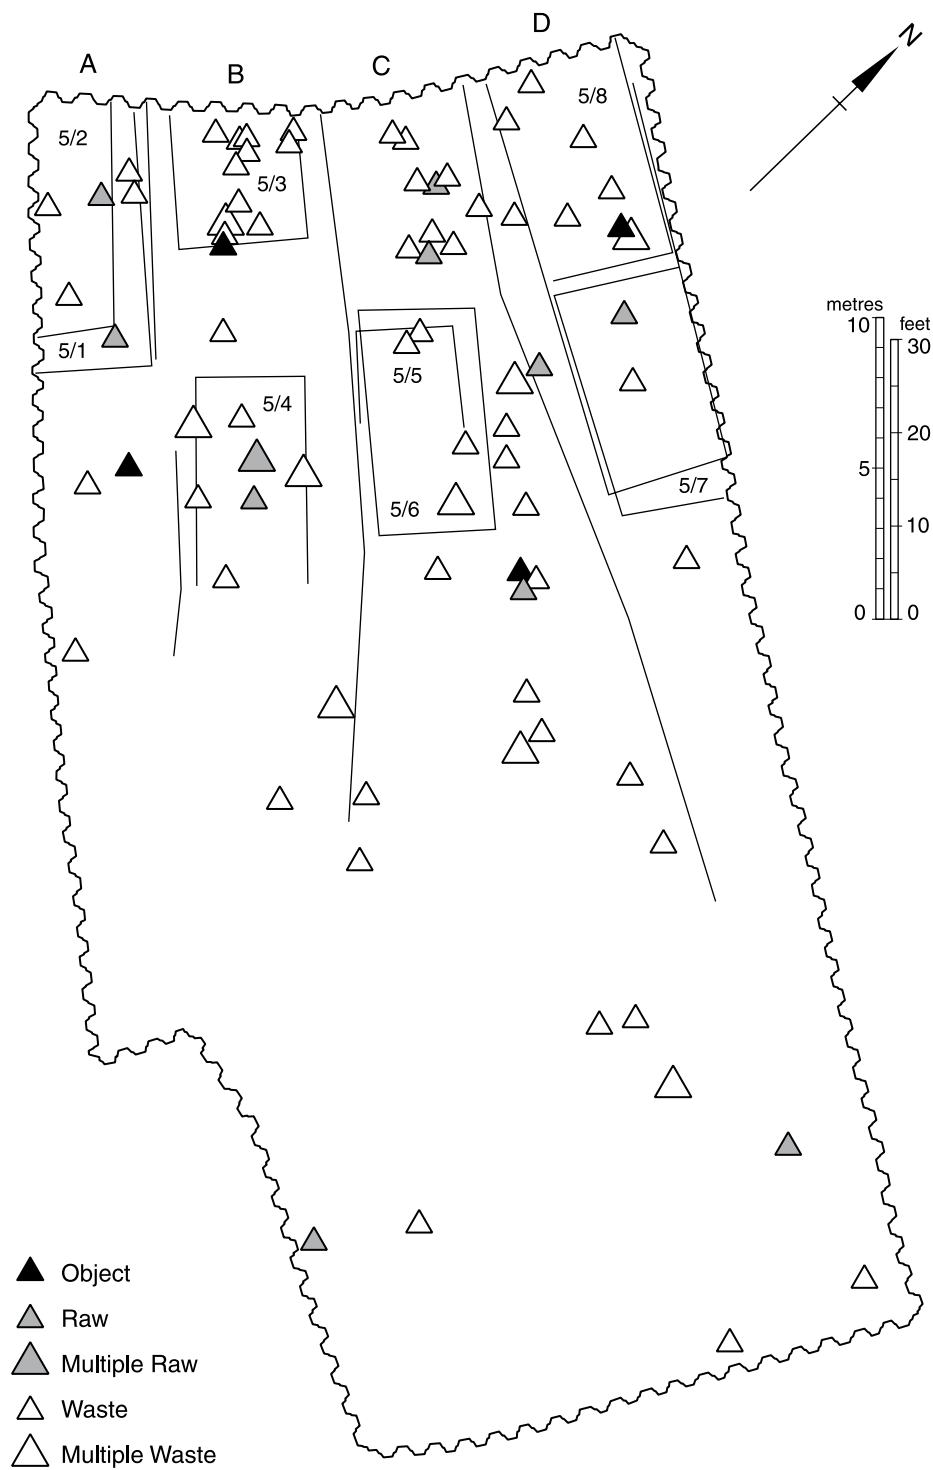 A
B
C
D
N
5/2
5/3
5/8
5/1
5/4
5/5
5/6
5/7
metres
feet
10
30
20
5
10
0
0
Object
Raw
Multiple Raw
Waste
Multiple Waste